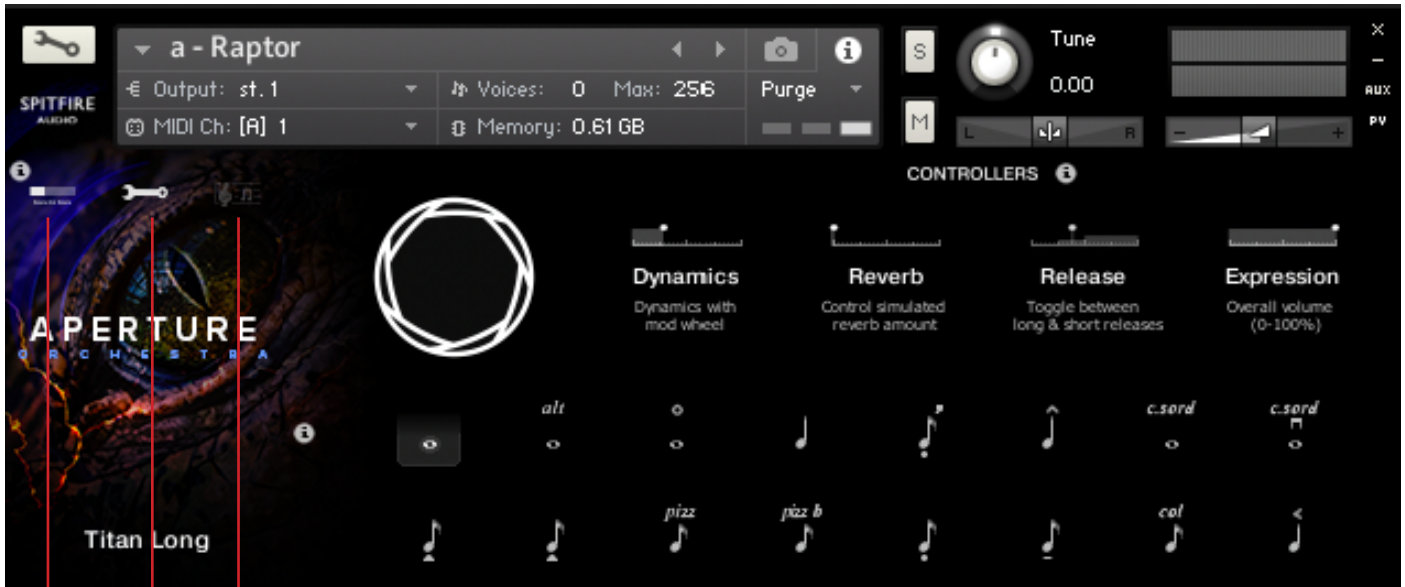 a - Raptor
S
Tune
0.00
SPITFIRE
AUDIO
Output: st. 1
Voices: 0 Max: 256
Purge
AUX
MIDI Ch: [A] 1
Memory: 0.61 GB
M
L
R
PV
CONTROLLERS
Dynamics
Reverb
Release
Expression
Dynamics with
mod wheel
Control simulated
reverb amount
Toggle between
long & short releases
Overall volume
(0-100%)
APERTURE
ORCHESTRA
alt
c.sord
c.sord
pizz
pizz b
col
Titan Long